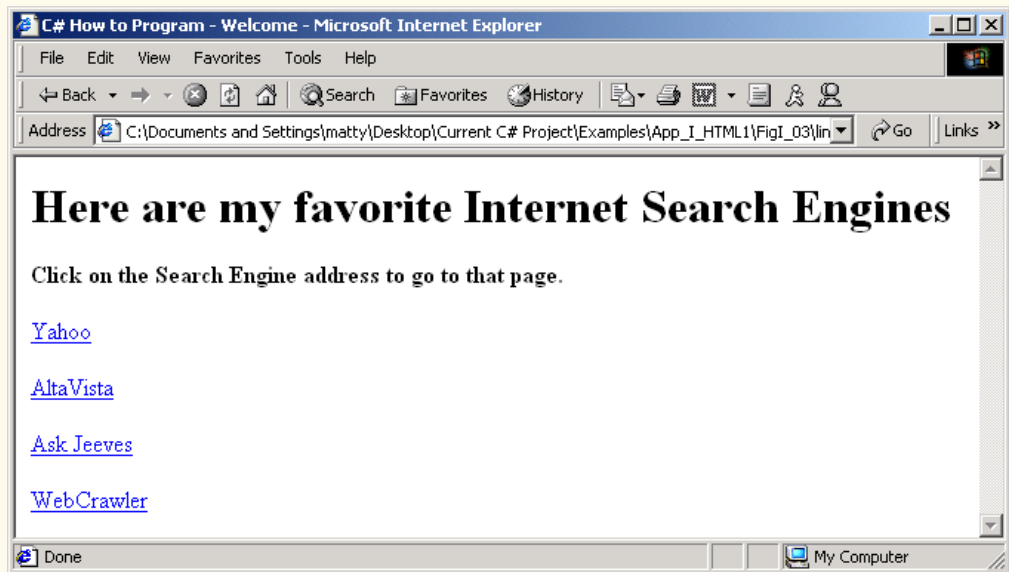 C# How to Program - Welcome - Microsoft Internet Explorer
File Edit View Favorites Tools Help
Back Search Favorites History
Address C:\Documents and Settings\matty\Desktop\Current C# Project\Examples\App_I_HTML1\FigI_03\lin Go Links »
Here are my favorite Internet Search Engines
Click on the Search Engine address to go to that page.
Yahoo
AltaVista
Ask Jeeves
WebCrawler
Done My Computer